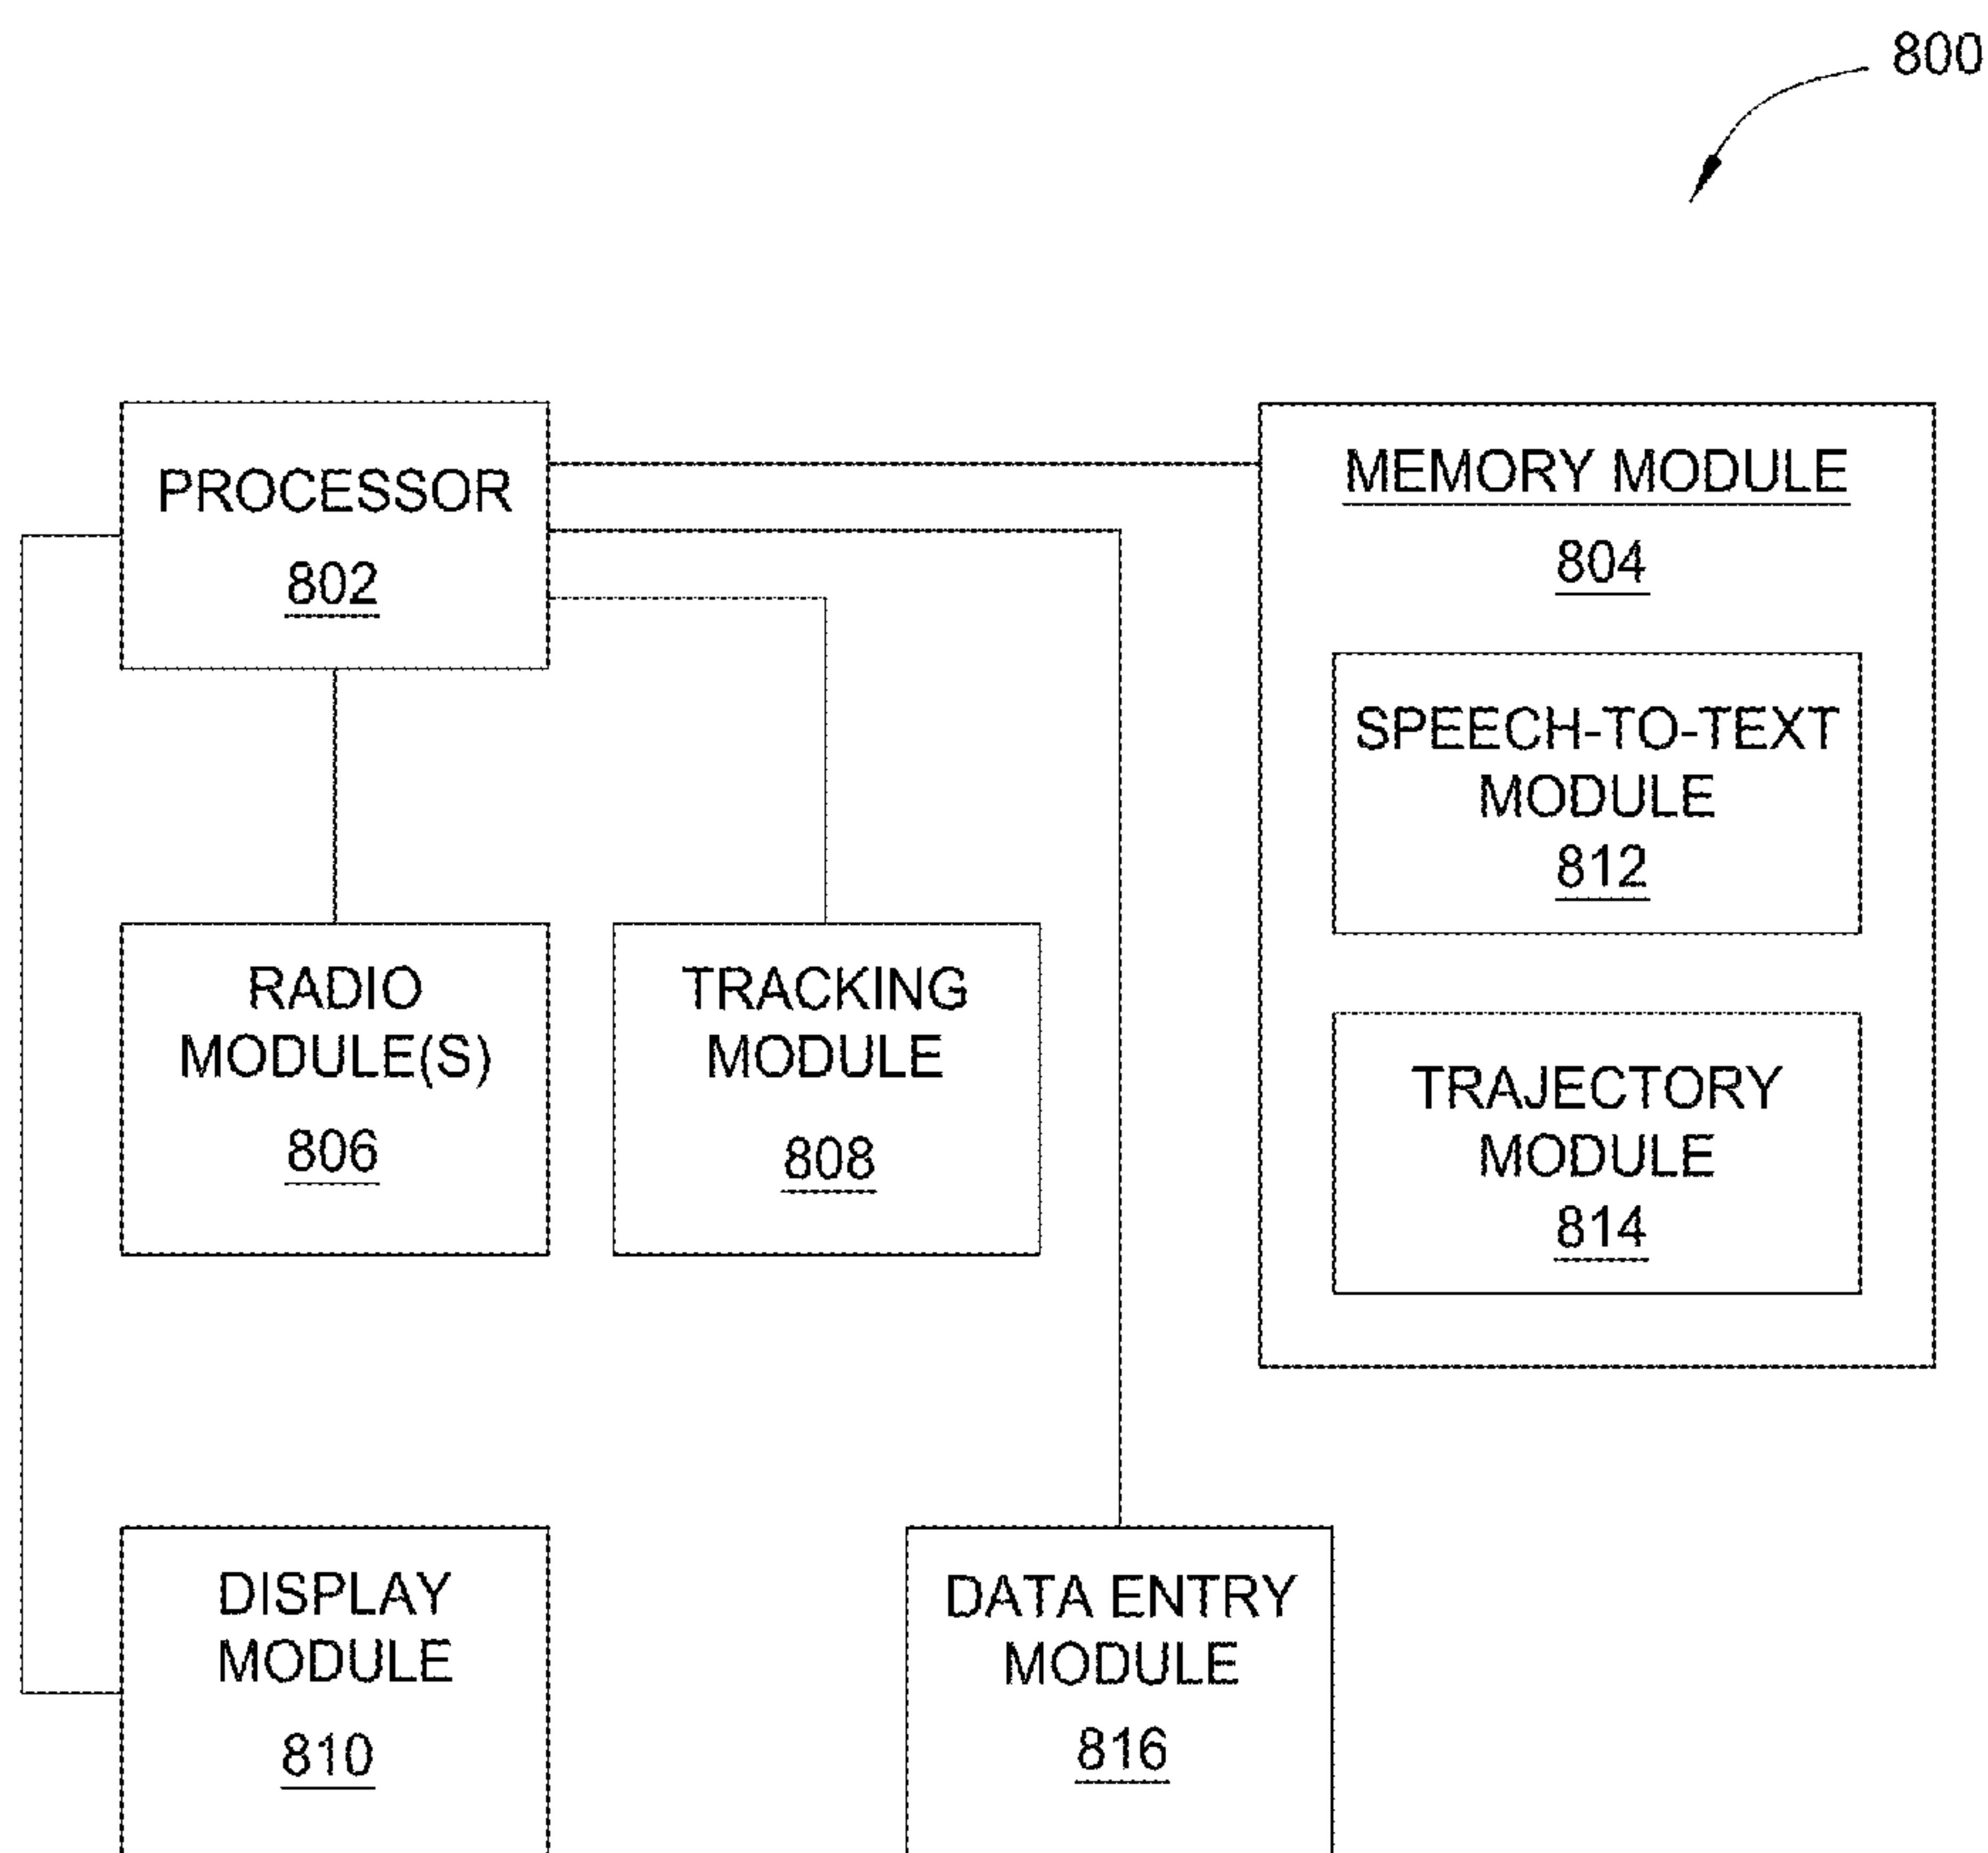 800
PROCESSOR
802
MEMORY MODULE
804
SPEECH-TO-TEXT
MODULE
812
TRAJECTORY
MODULE
814
RADIO
MODULE(S)
806
TRACKING
MODULE
808
DISPLAY
MODULE
810
DATA ENTRY
MODULE
816